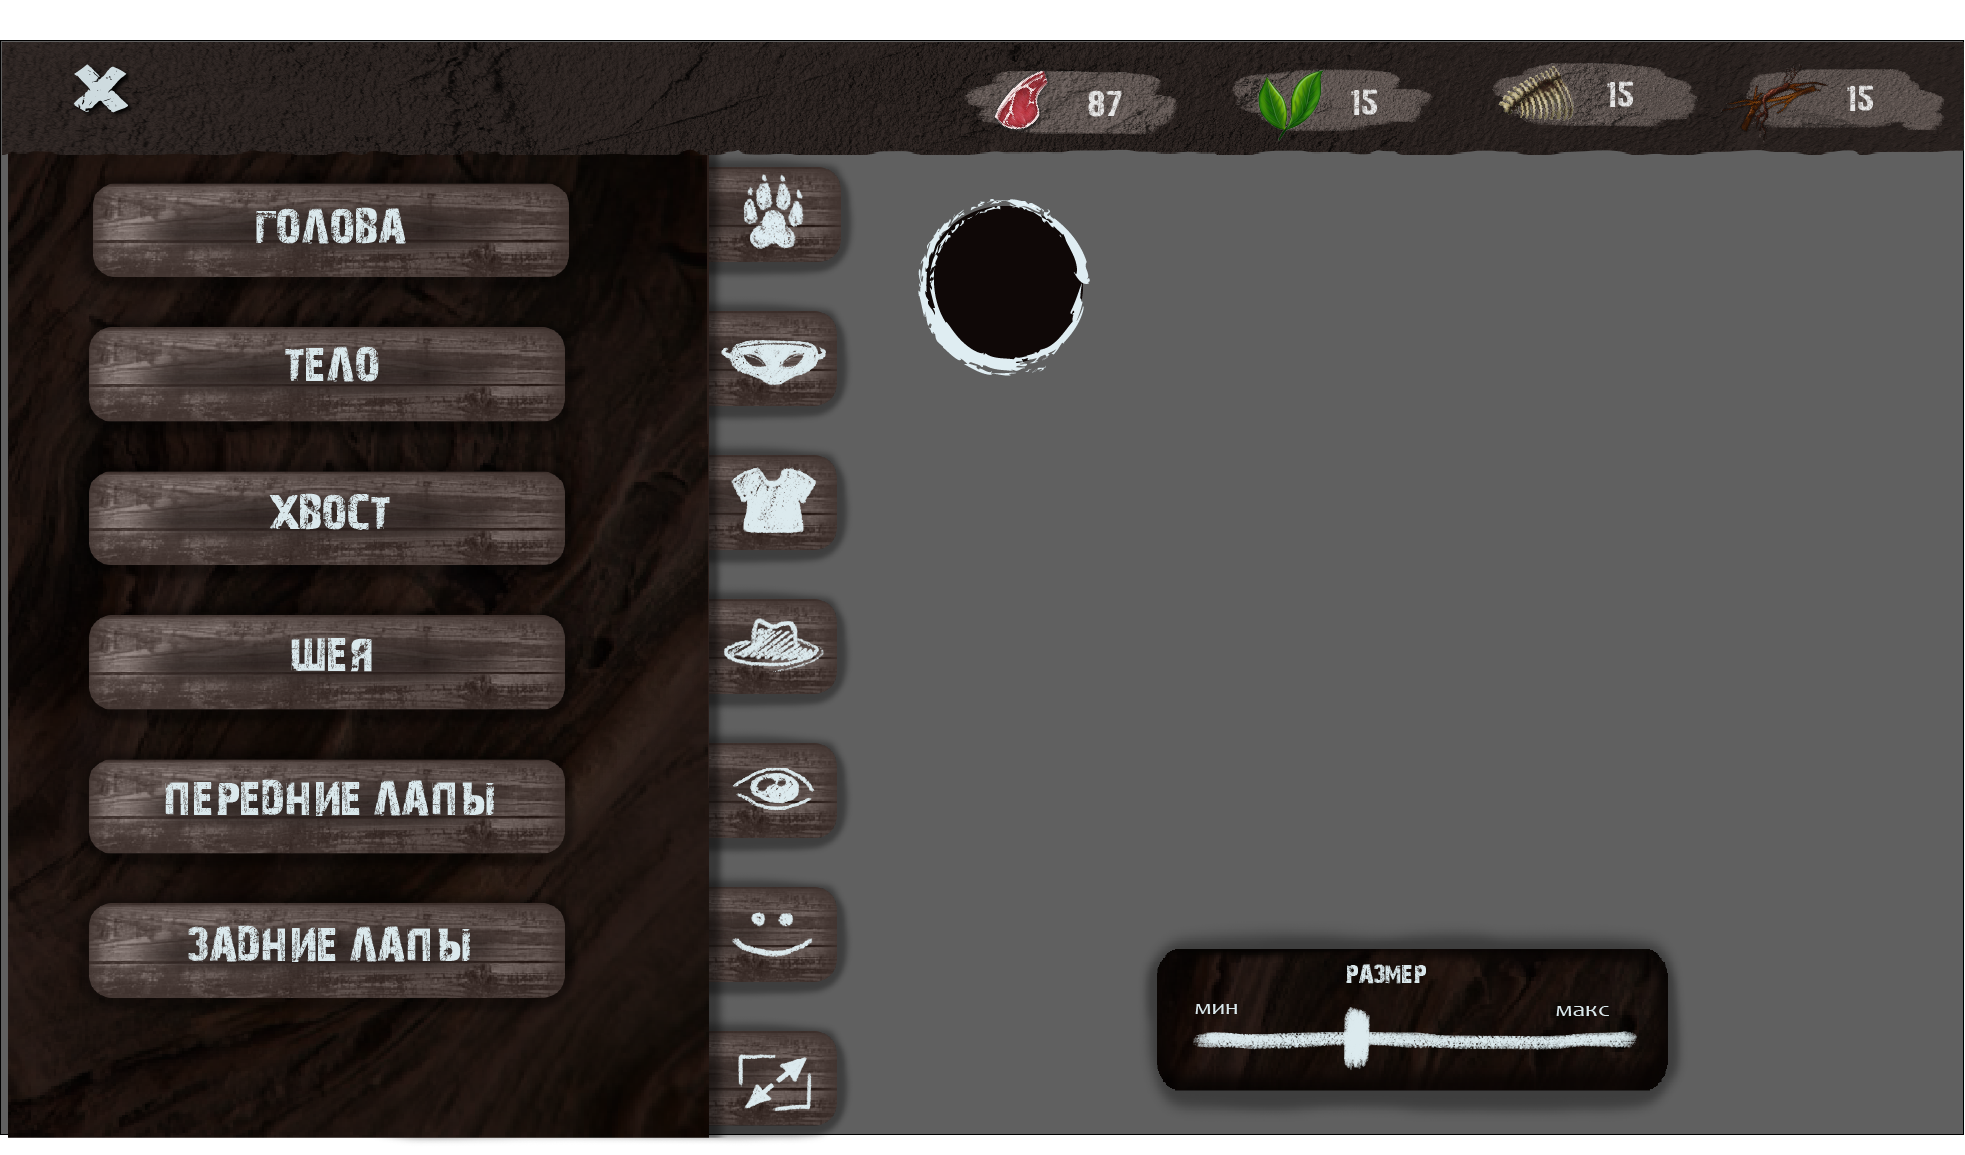 87
15
15
15
ГОЛОВА
ТЕЛО
ХВОСТ
ШЕЯ
ПЕРЕДНИЕ ЛАПЫ
ЗАДНИЕ ЛАПЫ
РАЗМЕР
мин
макс